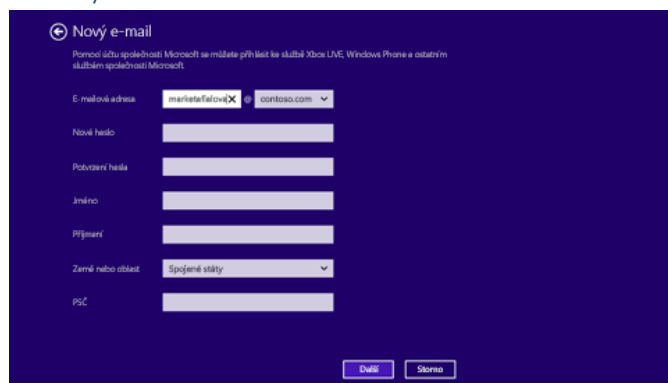 Nový e-mail
Pomocí účtu společnosti Microsoft se můžete přihlásit ke službě Xbox LIVE, Windows Phone a ostatním
službám společnosti Microsoft.
E-mailová adresa marketafialova @ contoso.com
Nové heslo
Potvrzení hesla
Jméno
Příjmení
Země nebo oblast Spojené státy
PSČ
Další Storno